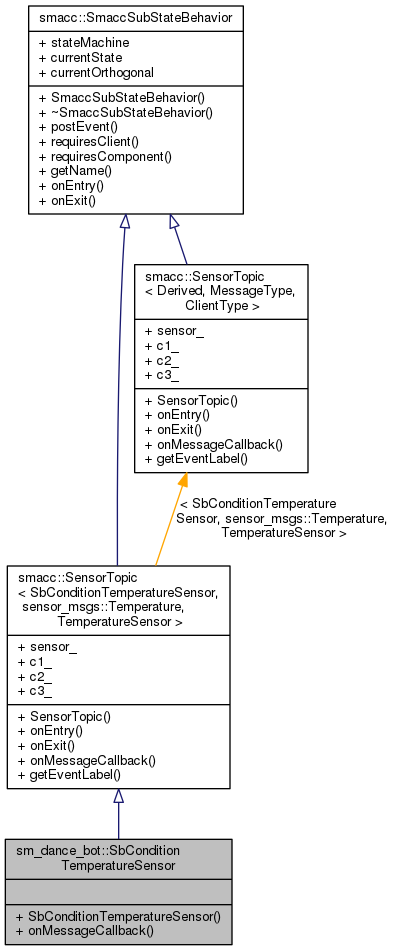 smacc::SmaccSubStateBehavior
+ stateMachine
+ currentState
+ currentOrthogonal
+ SmaccSubStateBehavior()
+ ~SmaccSubStateBehavior()
+ postEvent()
+ requiresClient()
+ requiresComponent()
+ getName()
+ onEntry()
+ onExit()
smacc::SensorTopic
< Derived, MessageType,
ClientType >
+ sensor_
+ c1_
+ c2_
+ c3_
+ SensorTopic()
+ onEntry()
+ onExit()
+ onMessageCallback()
+ getEventLabel()
< SbConditionTemperature
Sensor, sensor_msgs::Temperature,
TemperatureSensor >
smacc::SensorTopic
< SbConditionTemperatureSensor,
sensor_msgs::Temperature,
TemperatureSensor >
+ sensor_
+ c1_
+ c2_
+ c3_
+ SensorTopic()
+ onEntry()
+ onExit()
+ onMessageCallback()
+ getEventLabel()
sm_dance_bot::SbCondition
TemperatureSensor
+ SbConditionTemperatureSensor()
+ onMessageCallback()